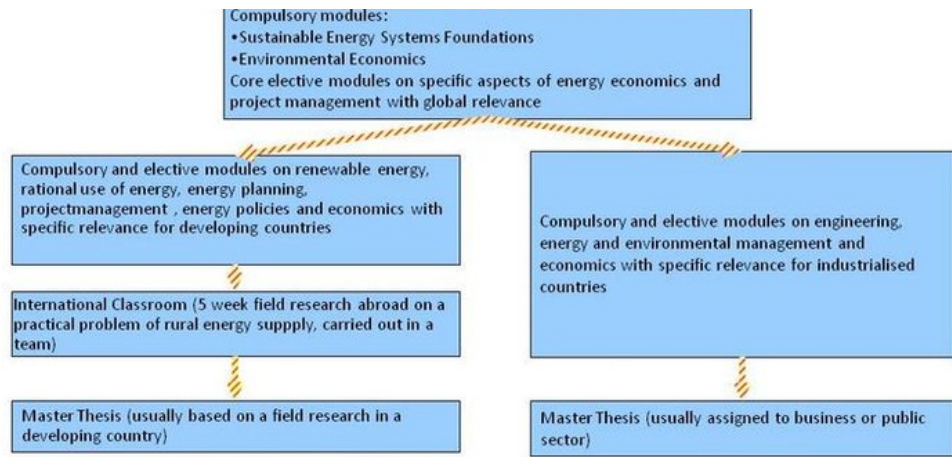 Compulsory modules:
•Sustainable Energy Systems Foundations
•Environmental Economics
Core elective modules on specific aspects of energy economics and
project management with global relevance
Compulsory and elective modules on renewable energy,
rational use of energy, energy planning,
projectmanagement , energy policies and economics with
specific relevance for developing countries
International Classroom (5 week field research abroad on a
practical problem of rural energy suppply, carried out in a
team)
Master Thesis (usually based on a field research in a
developing country)
Compulsory and elective modules on engineering,
energy and environmental management and
economics with specific relevance for industrialised
countries
Master Thesis (usually assigned to business or public
sector)